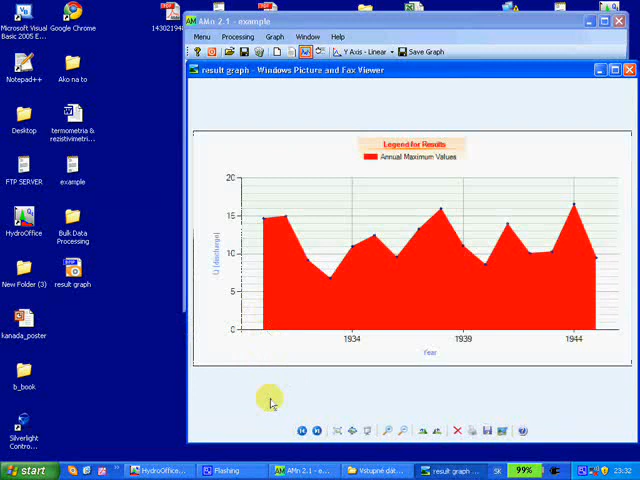 Microsoft Visual
Basic 2005 E...
Google Chrome
1430219
Notepad++
Ako na to
Desktop
termometria &
rezistivimetri...
FTP SERVER
example
HydroOffice
Bulk Data
Processing
New Folder (3)
result graph
kanada_poster
b_book
Silverlight
Contro...
AMn 2.1 - example
Menu Processing Graph Window Help
Y Axis - Linear Save Graph
result graph - Windows Picture and Fax Viewer
Legend for Results
Annual Maximum Values
20
15
10
5
0
Q [discharge]
1934 1939 1944
Year
start
HydroOffice...
Flashing
AMn 2.1 - e...
Vstupné dát...
result graph ...
SK
99%
23:32